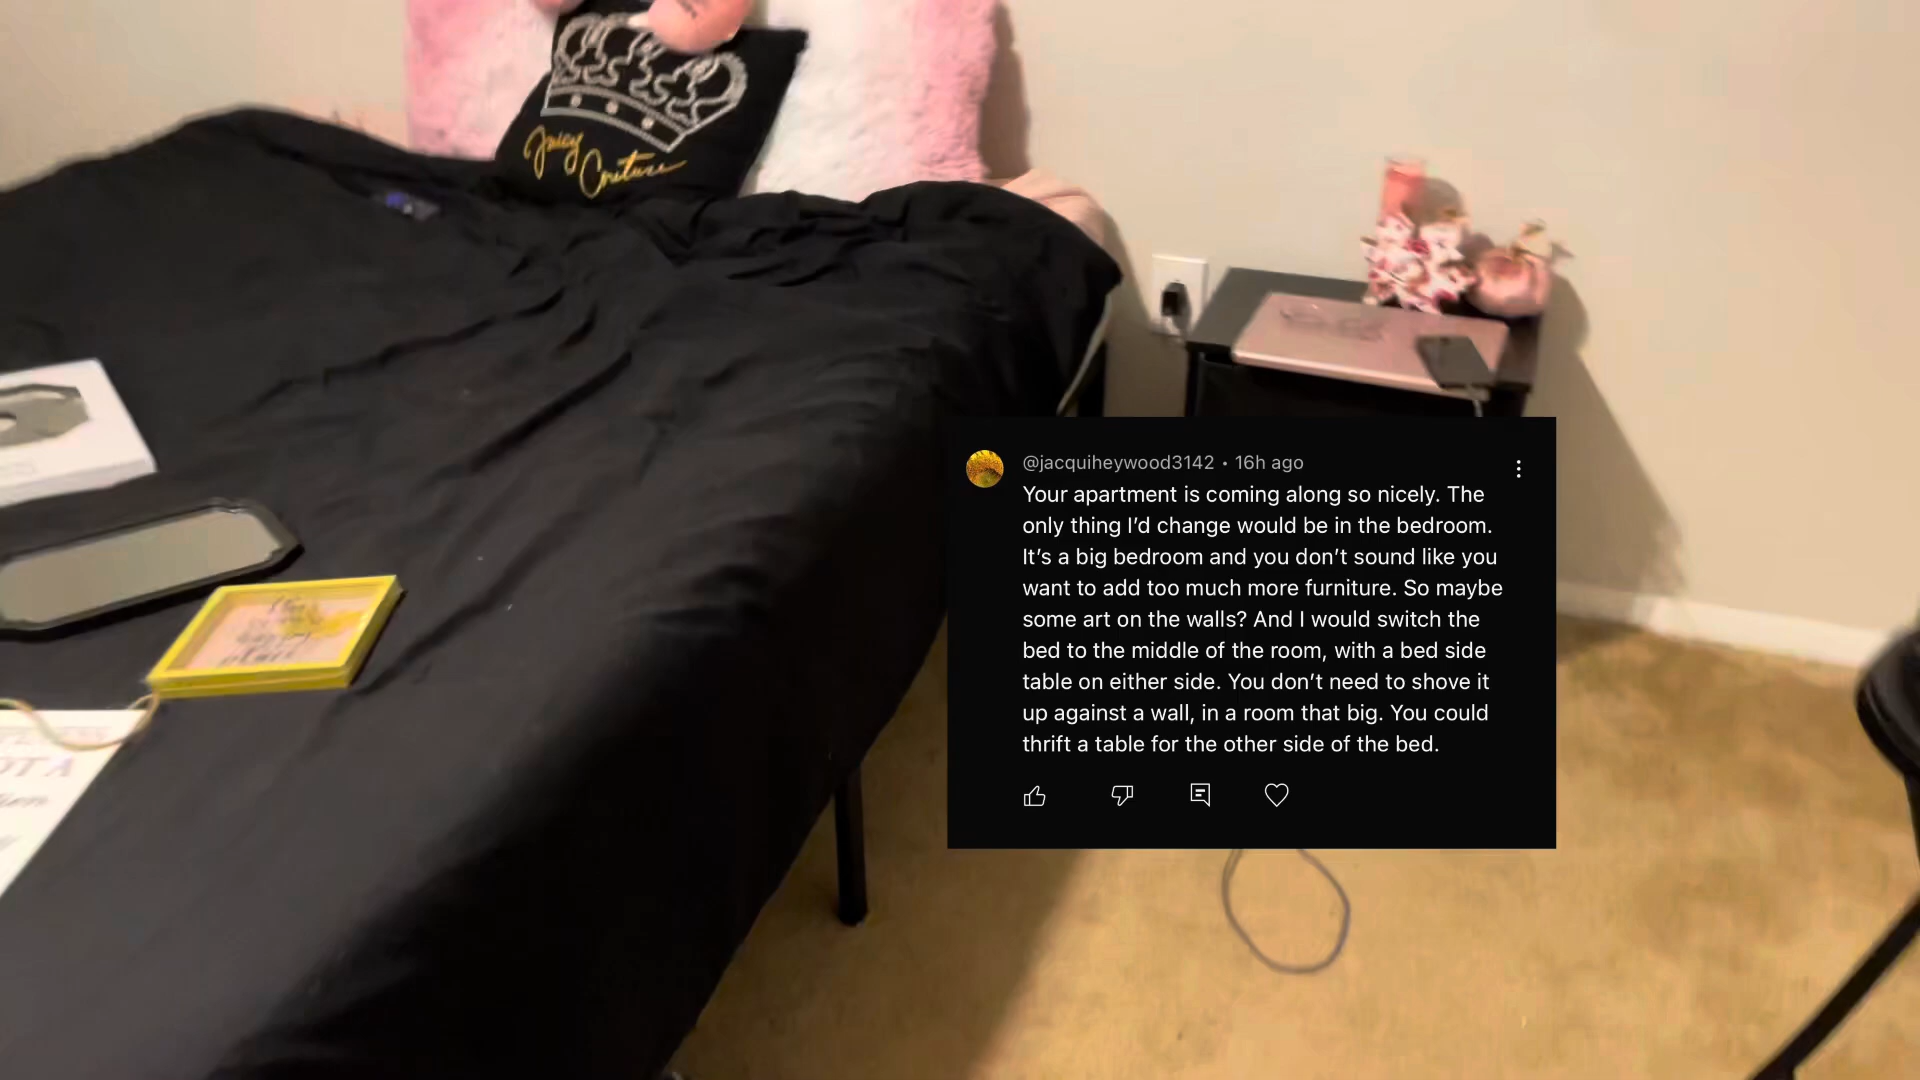 Juicy
Couture
@jacquiheywood3142 • 16h ago
Your apartment is coming along so nicely. The
only thing I’d change would be in the bedroom.
It’s a big bedroom and you don’t sound like you
want to add too much more furniture. So maybe
some art on the walls? And I would switch the
bed to the middle of the room, with a bed side
table on either side. You don’t need to shove it
up against a wall, in a room that big. You could
thrift a table for the other side of the bed.